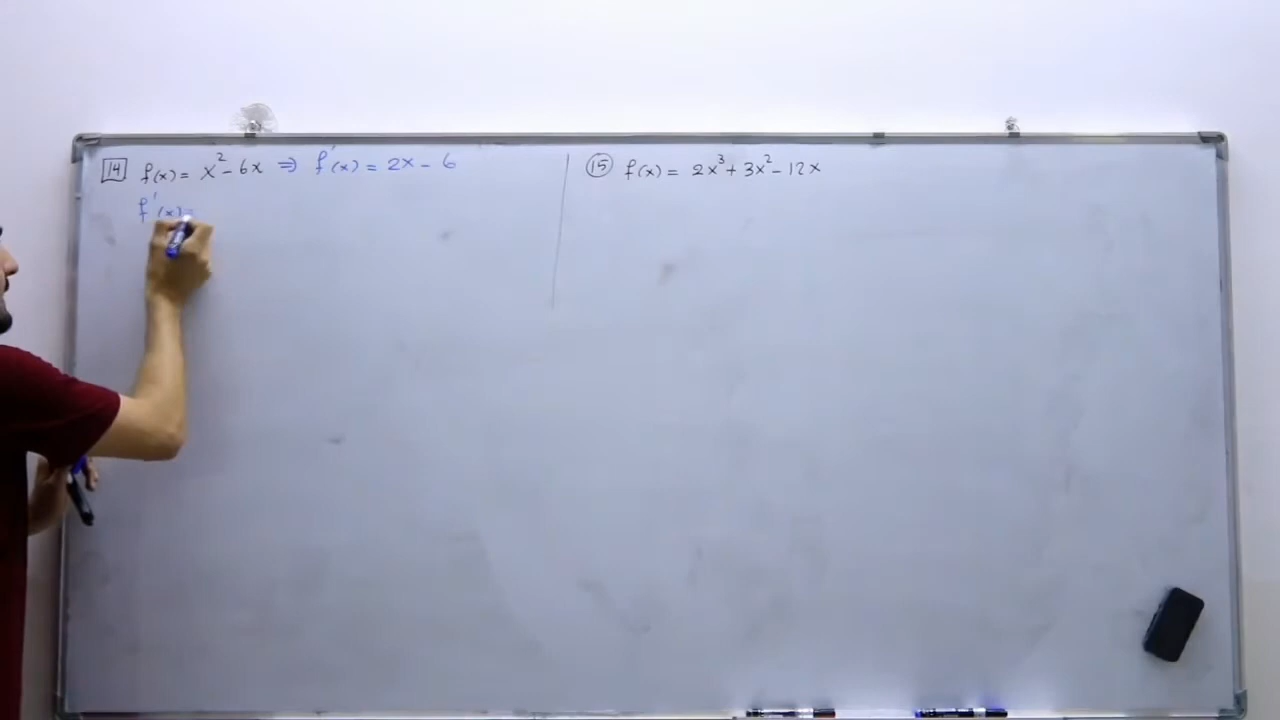 14 f(x) = x² - 6x ⇒ f'(x) = 2x - 6
f'(x) =
15 f(x) = 2x³ + 3x² - 12x